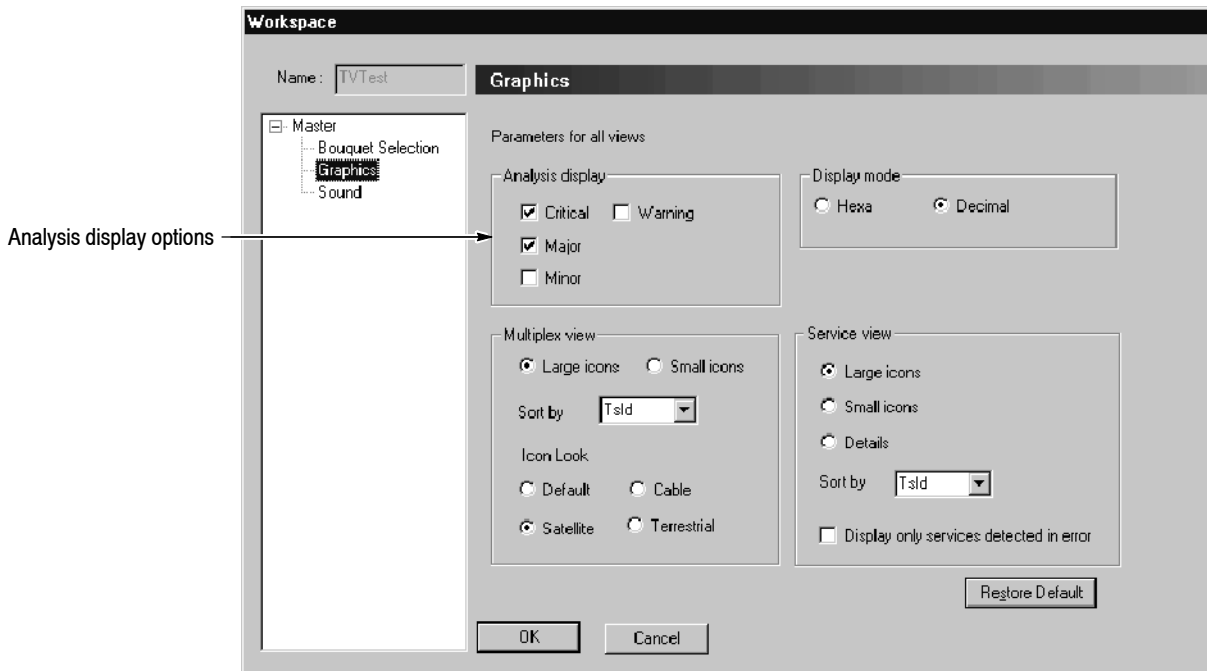 Workspace
Name : TVTest
Graphics
Master
Bouquet Selection
Graphics
Sound
Analysis display options
Parameters for all views
Analysis display
Critical Warning
Major
Minor
Display mode
Hexa Decimal
Multiplex view
Large icons Small icons
Sort by TsId
Icon Look
Default Cable
Satellite Terrestrial
Service view
Large icons
Small icons
Details
Sort by TsId
Display only services detected in error
Restore Default
OK Cancel